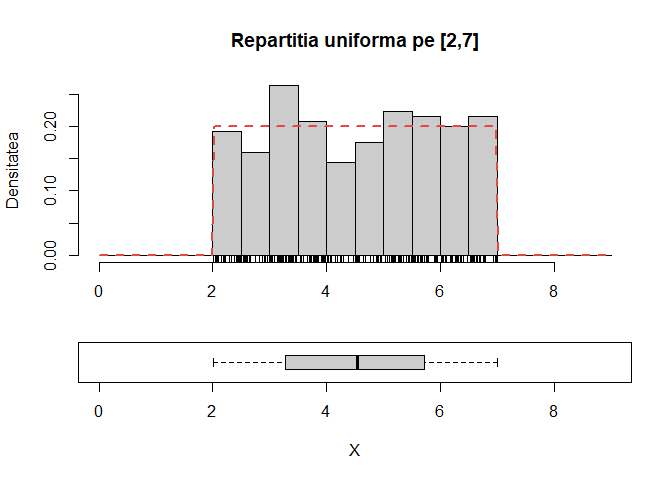 Repartitia uniforma pe [2,7]
Densitatea
0.20
0.10
0.00
0 2 4 6 8
0 2 4 6 8
X